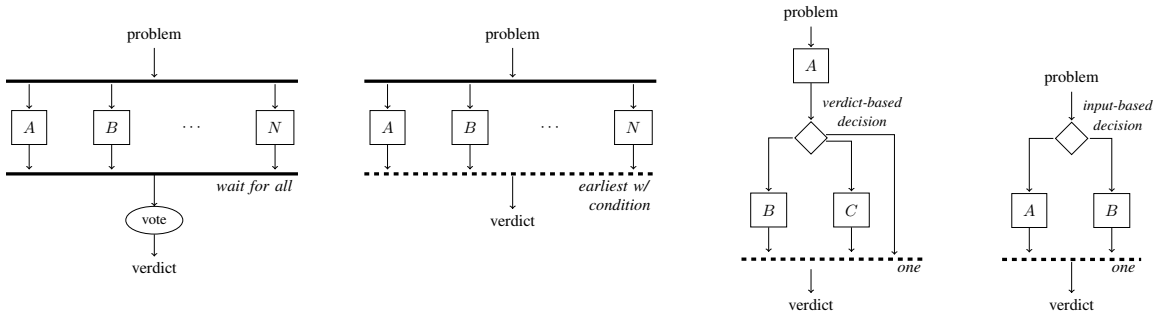 problem
A
B
...
N
wait for all
vote
verdict
problem
A
B
...
N
earliest w/
condition
verdict
problem
A
verdict-based
decision
B
C
one
verdict
problem
input-based
decision
A
B
one
verdict